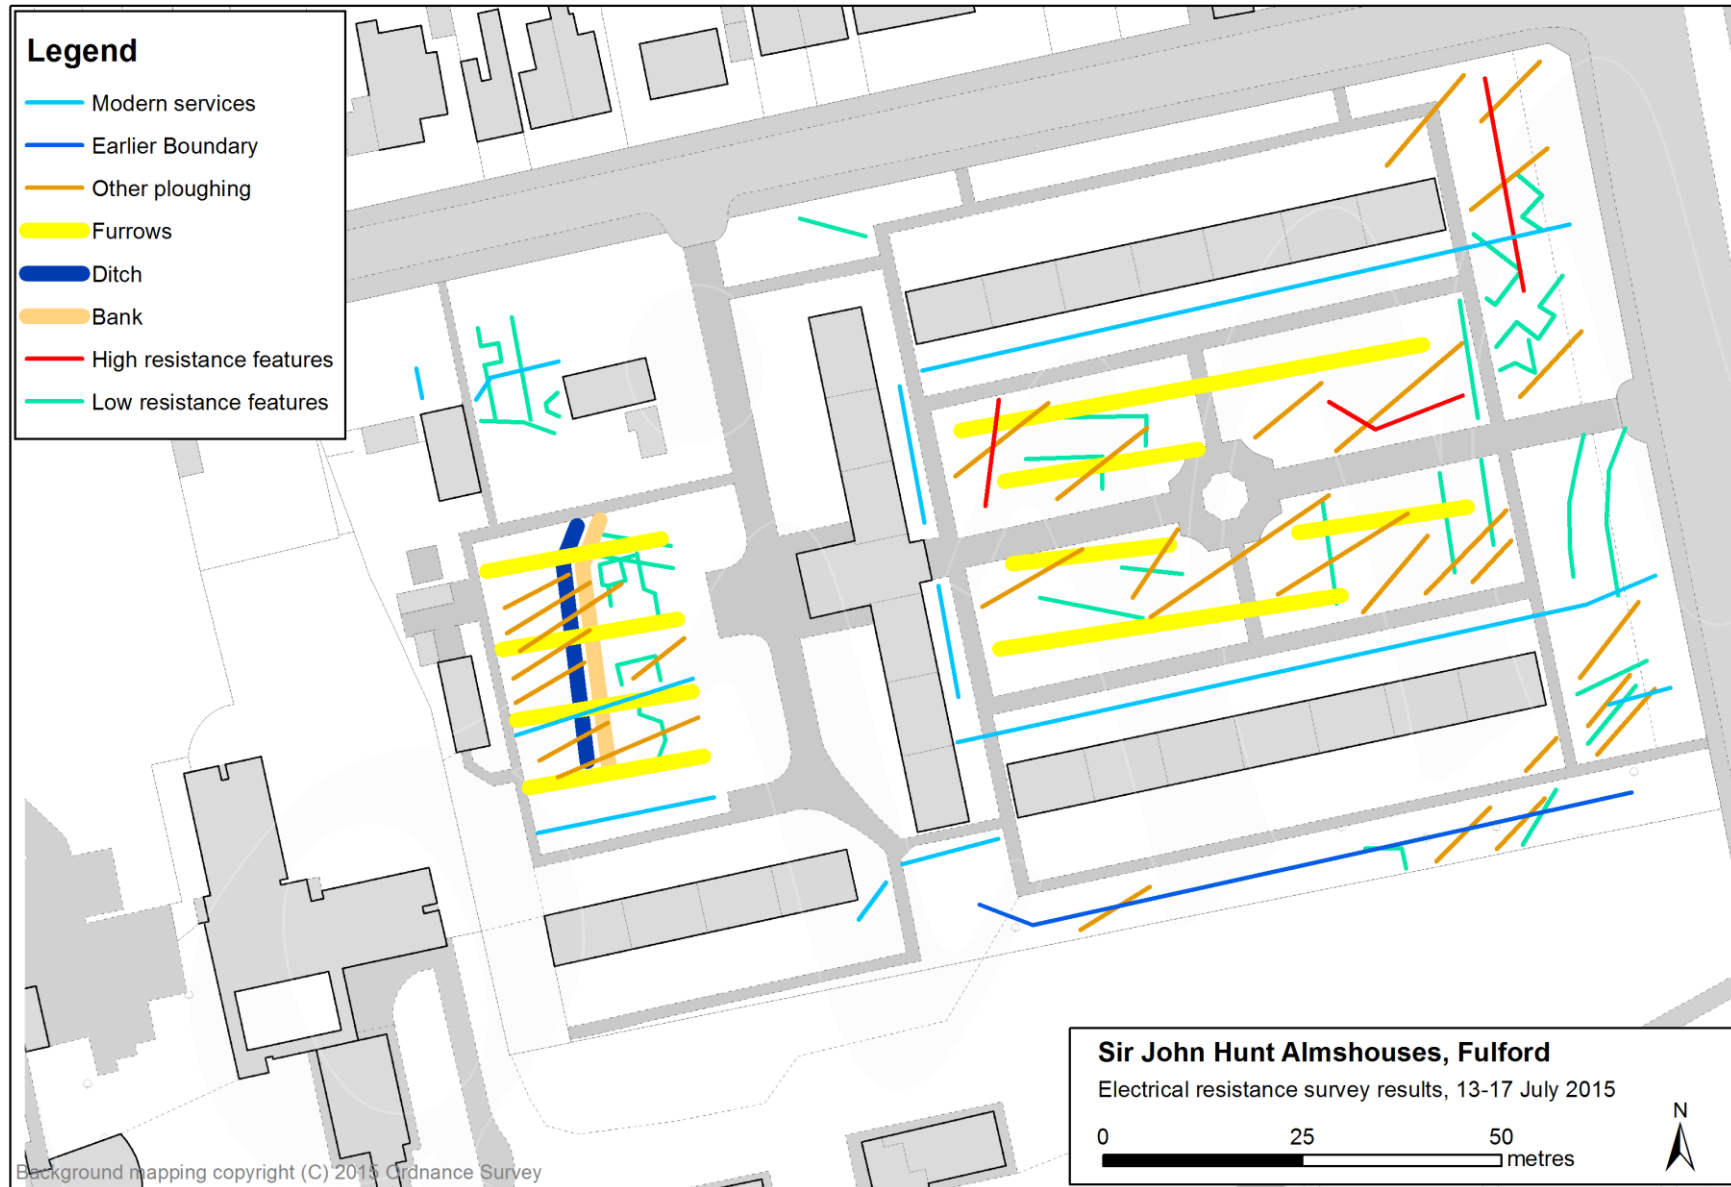 Legend
Modern services
Earlier Boundary
Other ploughing
Furrows
Ditch
Bank
High resistance features
Low resistance features
Sir John Hunt Almshouses, Fulford
Electrical resistance survey results, 13-17 July 2015
N
0 25 50
metres
Background mapping copyright (C) 2015 Ordnance Survey